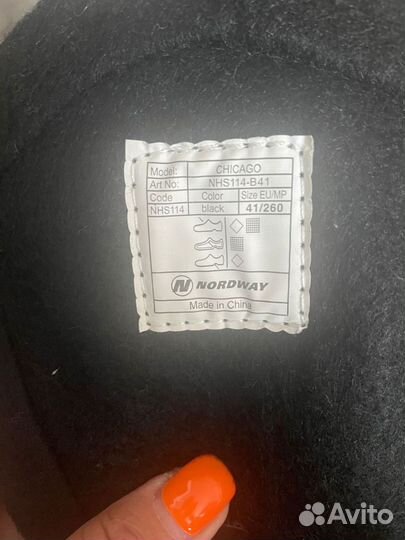 Model: CHICAGO
Art No: NHS114-B41
Code Color Size EU/MP
NHS114 black 41/260
NORDWAY
Made in China
Avito